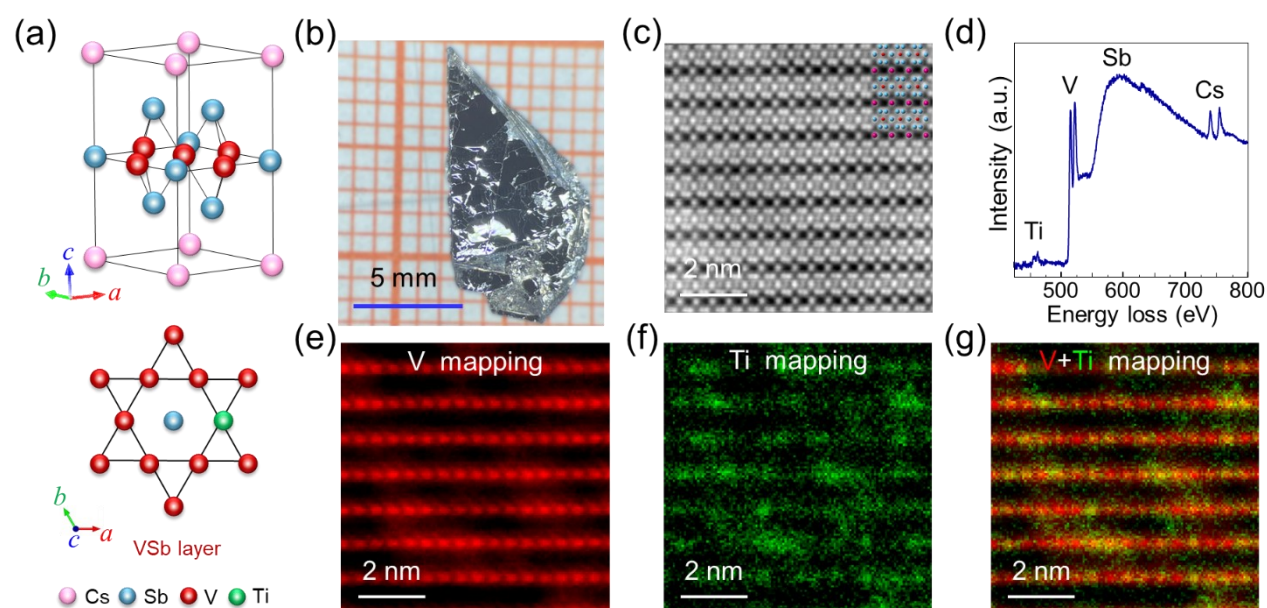 (a)
c
b
a
b
c
a
VSb layer
Cs Sb V Ti
(b)
5 mm
(c)
2 nm
(d)
Intensity (a.u.)
Ti
V
Sb
Cs
500 600 700 800
Energy loss (eV)
(e)
V mapping
2 nm
(f)
Ti mapping
2 nm
(g)
V+Ti mapping
2 nm